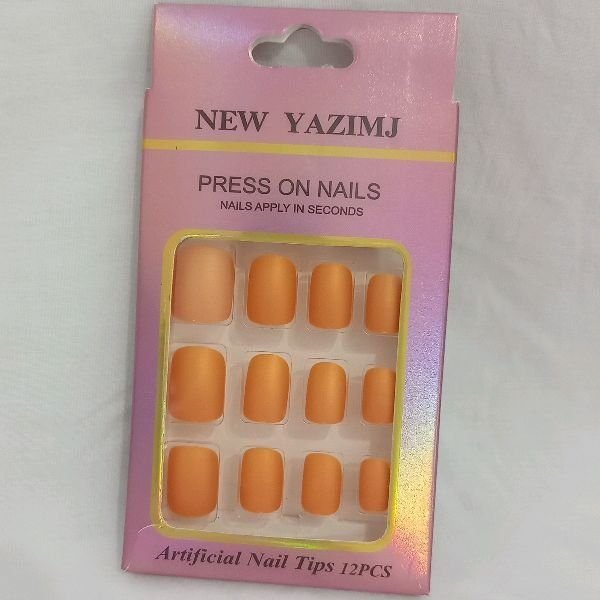 NEW YAZIMJ
PRESS ON NAILS
NAILS APPLY IN SECONDS
Artificial Nail Tips 12PCS